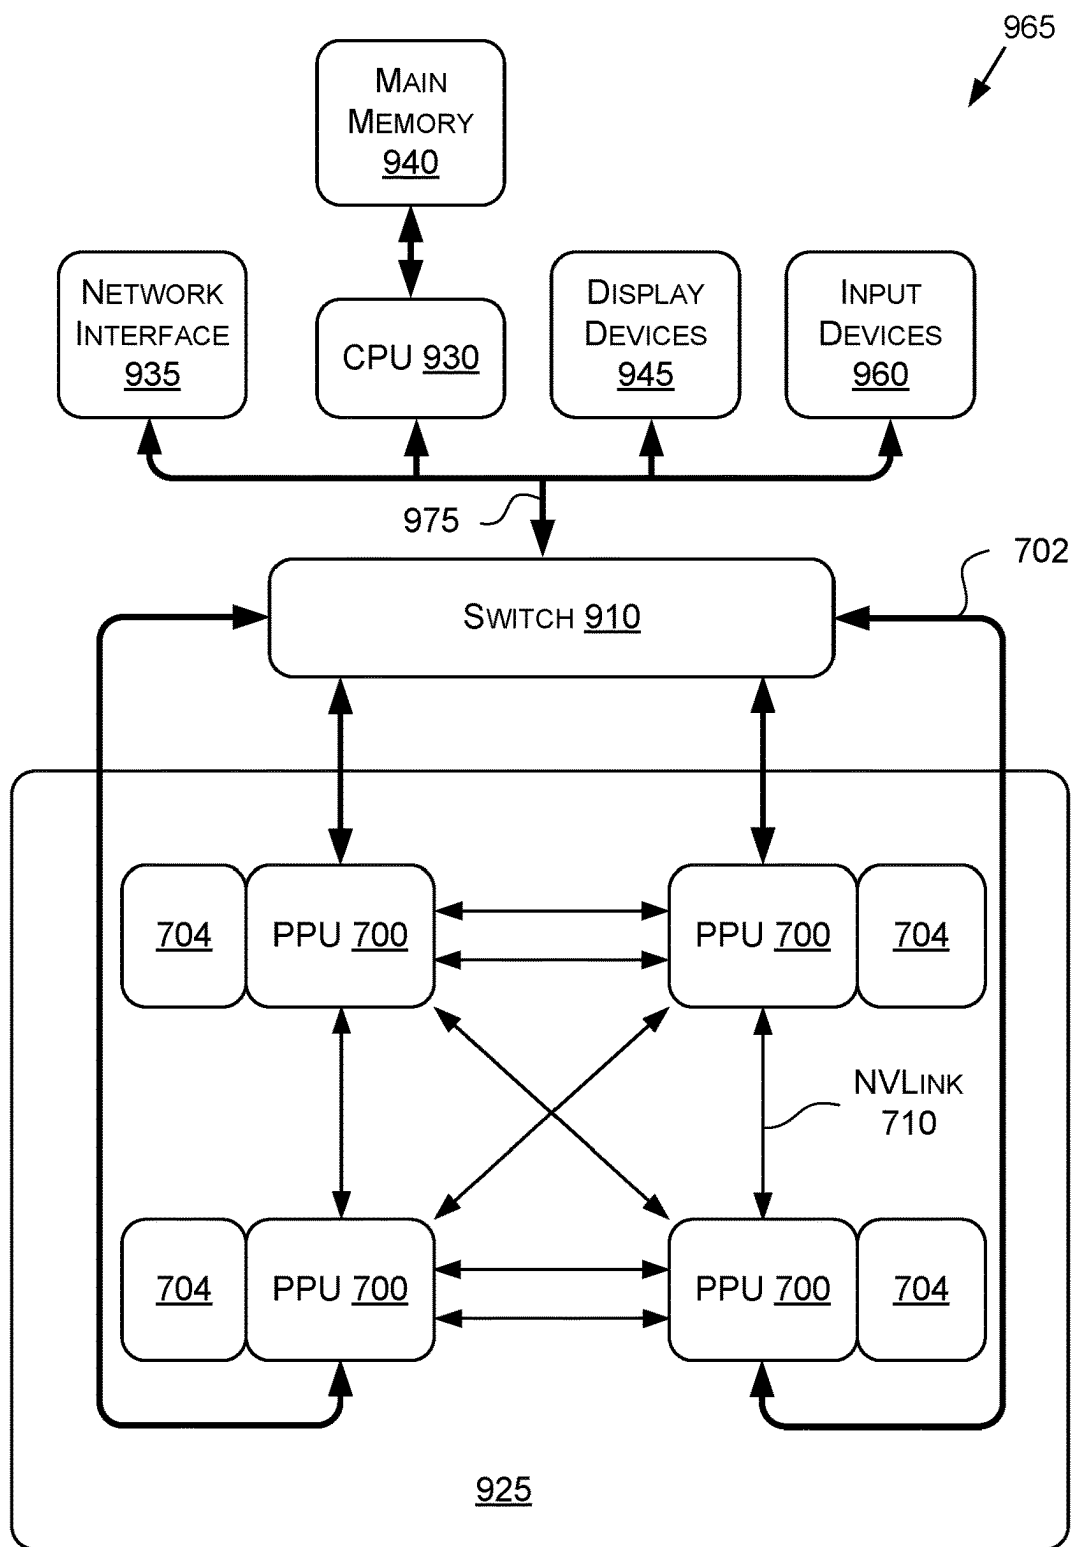 965
MAIN
MEMORY
940
NETWORK
INTERFACE
935
CPU 930
DISPLAY
DEVICES
945
INPUT
DEVICES
960
975
702
SWITCH 910
704
PPU 700
PPU 700
704
NVLINK
710
704
PPU 700
PPU 700
704
925